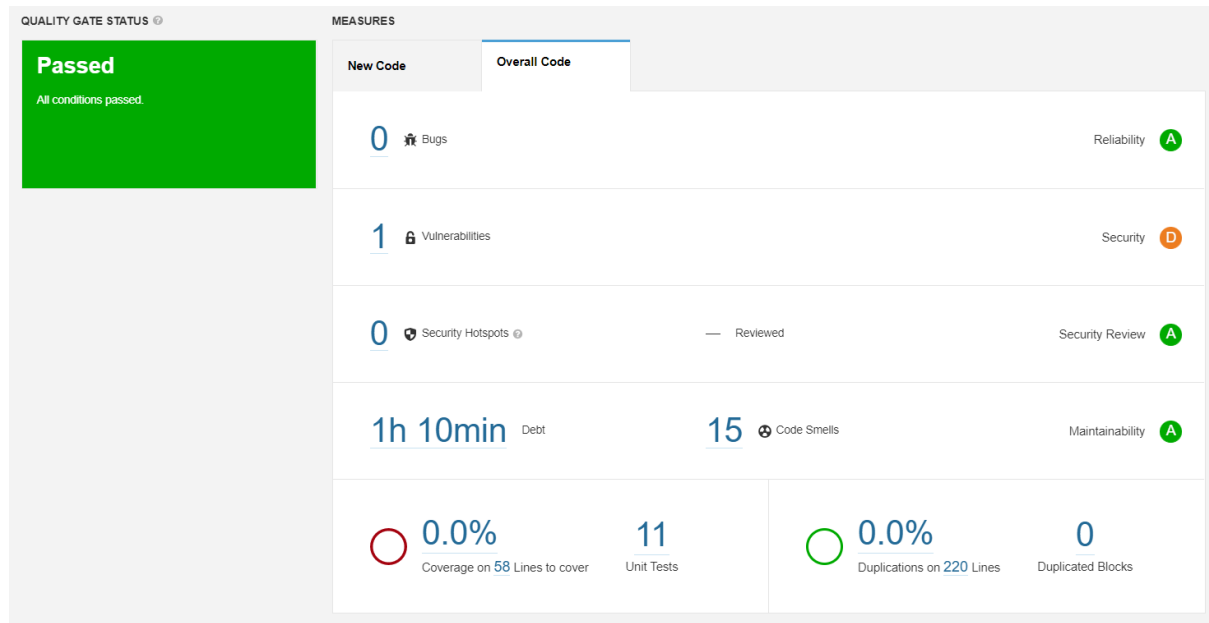 QUALITY GATE STATUS ?
MEASURES
Passed
All conditions passed.
New Code
Overall Code
0 Bugs
Reliability A
1 Vulnerabilities
Security D
0 Security Hotspots ?
— Reviewed
Security Review A
1h 10min Debt
15 Code Smells
Maintainability A
0.0%
Coverage on 58 Lines to cover
11
Unit Tests
0.0%
Duplications on 220 Lines
0
Duplicated Blocks